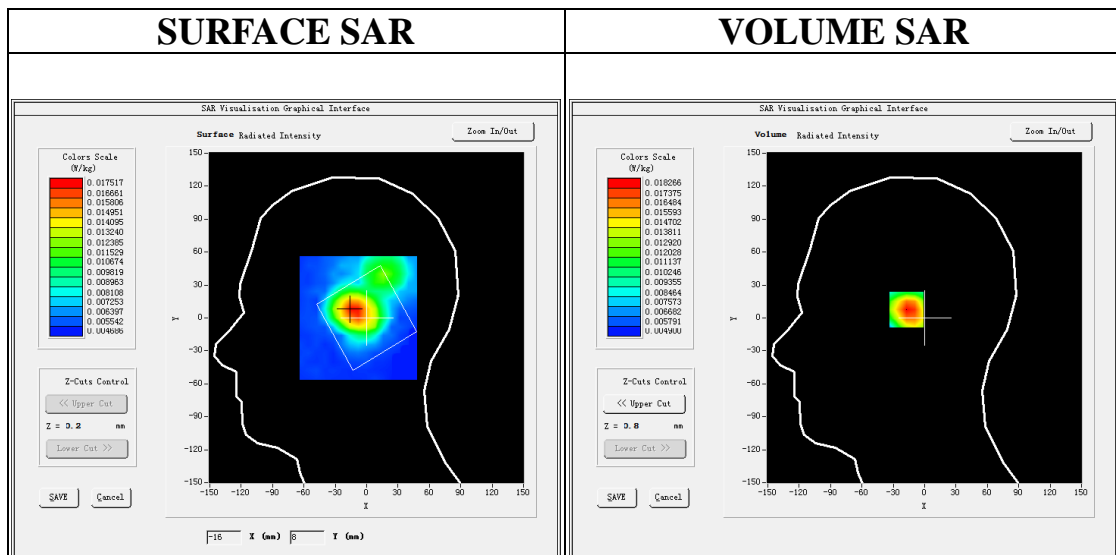 SURFACE SAR
VOLUME SAR
SAR Visualisation Graphical Interface
Surface Radiated Intensity
Zoom In/Out
Colors Scale
(W/kg)
0.017517
0.016661
0.015806
0.014951
0.014095
0.013240
0.012385
0.011529
0.010674
0.009819
0.008963
0.008108
0.007253
0.006397
0.005542
0.004686
Z-Cuts Control
<< Upper Cut
Z = 0.2 mm
Lower Cut >>
SAVE Cancel
150
120
90
60
30
0
-30
-60
-90
-120
-150
Y
-150 -120 -90 -60 -30 0 30 60 90 120 150
X
-16 X (mm) 8 Y (mm)
SAR Visualisation Graphical Interface
Volume Radiated Intensity
Zoom In/Out
Colors Scale
(W/kg)
0.018266
0.017375
0.016484
0.015593
0.014702
0.013811
0.012920
0.012028
0.011137
0.010246
0.009355
0.008464
0.007573
0.006682
0.005791
0.004900
Z-Cuts Control
<< Upper Cut
Z = 0.8 mm
Lower Cut >>
SAVE Cancel
150
120
90
60
30
0
-30
-60
-90
-120
-150
Y
-150 -120 -90 -60 -30 0 30 60 90 120 150
X